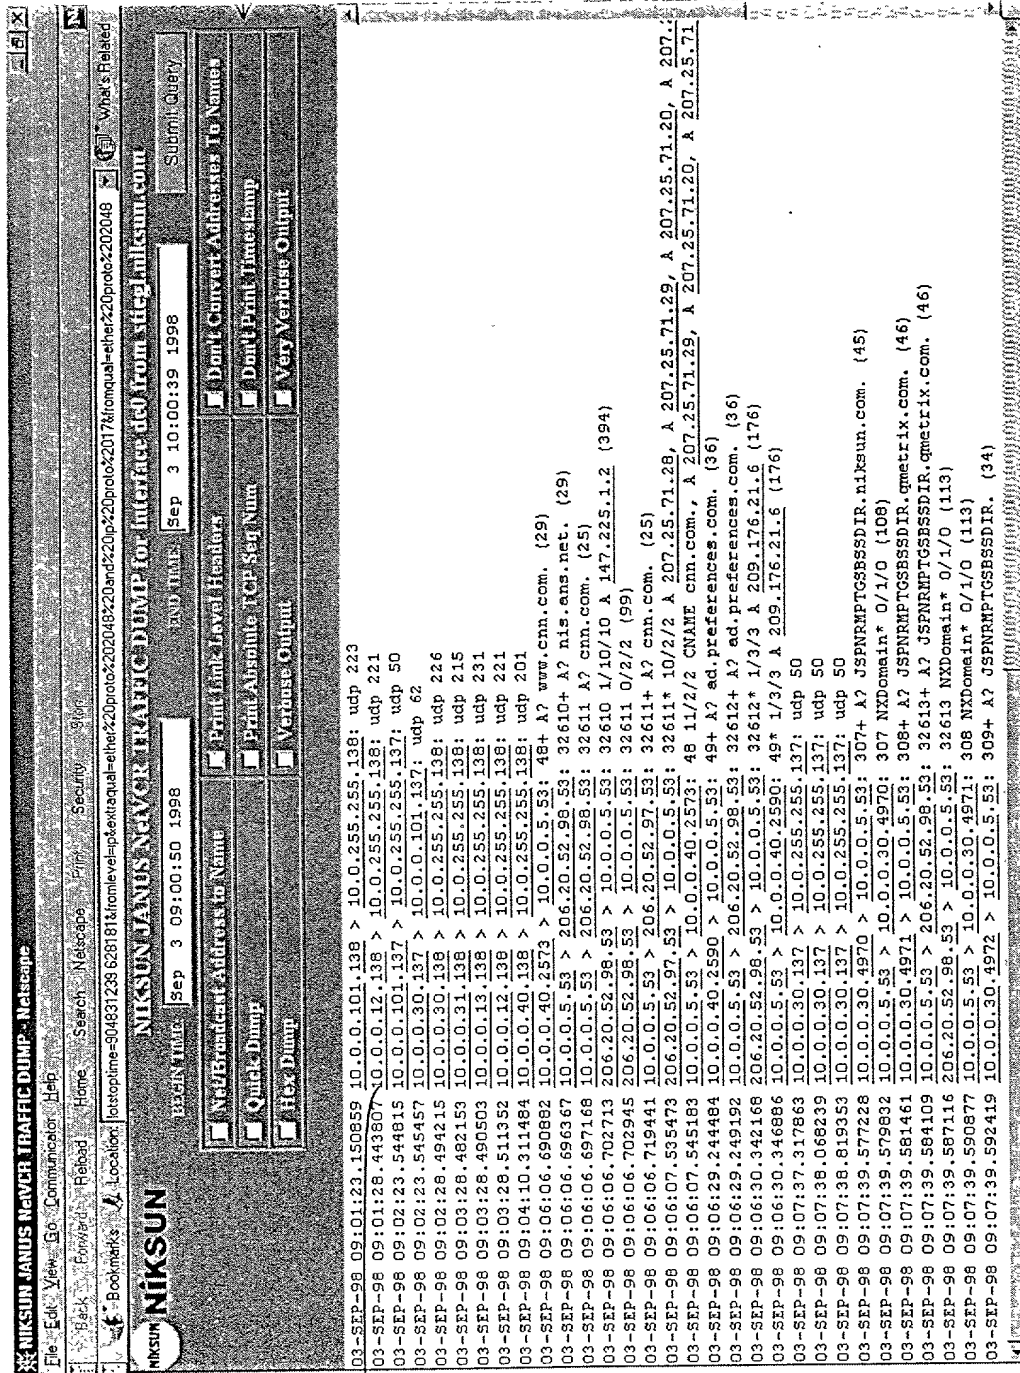 NIKSUN JANUS NetVCR TRAFFIC DUMP - Netscape
File Edit View Go Communicator Help
Back Forward Reload Home Search Netscape Print Security Stop
Bookmarks Location: What's Related
NIKSUN NIKSUN
NIKSUN JANUS NetVCR TRAFFIC DUMP for interface dc0 from stiegl.niksun.com
BEGIN TIME Sep 3 09:00:50 1998 END TIME Sep 3 10:00:39 1998 Submit Query
Net/Broadcast Address to Name Print Link Level Headers Don't Convert Addresses To Names
Quick Dump Print Absolute TCP Seq Num Don't Print Timestamp
Hex Dump Verbose Output Very Verbose Output
03-SEP-98 09:01:23.150859 10.0.0.101.138 > 10.0.255.255.138: udp 223
03-SEP-98 09:01:28.443807 10.0.0.12.138 > 10.0.255.255.138: udp 221
03-SEP-98 09:02:23.544815 10.0.0.101.137 > 10.0.255.255.137: udp 50
03-SEP-98 09:02:23.545457 10.0.0.30.137 > 10.0.0.101.137: udp 62
03-SEP-98 09:02:28.494215 10.0.0.30.138 > 10.0.255.255.138: udp 226
03-SEP-98 09:03:28.482153 10.0.0.31.138 > 10.0.255.255.138: udp 215
03-SEP-98 09:03:28.490503 10.0.0.13.138 > 10.0.255.255.138: udp 231
03-SEP-98 09:03:28.511352 10.0.0.12.138 > 10.0.255.255.138: udp 221
03-SEP-98 09:04:10.311484 10.0.0.40.138 > 10.0.255.255.138: udp 201
03-SEP-98 09:06:06.690882 10.0.0.40.2573 > 10.0.0.5.53: 48+ A? www.cnn.com. (29)
03-SEP-98 09:06:06.696367 10.0.0.5.53 > 206.20.52.98.53: 32610+ A? nis.ans.net. (29)
03-SEP-98 09:06:06.697168 10.0.0.5.53 > 206.20.52.98.53: 32611 A? cnn.com. (25)
03-SEP-98 09:06:06.702713 206.20.52.98.53 > 10.0.0.5.53: 32610 1/10/10 A 147.225.1.2 (394)
03-SEP-98 09:06:06.702945 206.20.52.98.53 > 10.0.0.5.53: 32611 0/2/2 (99)
03-SEP-98 09:06:06.719441 10.0.0.5.53 > 206.20.52.97.53: 32611+ A? cnn.com. (25)
03-SEP-98 09:06:07.535473 206.20.52.97.53 > 10.0.0.5.53: 32611* 10/2/2 A 207.25.71.28, A 207.25.71.29, A 207.25.71.20, A 207.
03-SEP-98 09:06:07.545183 10.0.0.5.53 > 10.0.0.40.2573: 48 11/2/2 CNAME cnn.com., A 207.25.71.29, A 207.25.71.20, A 207.25.71
03-SEP-98 09:06:29.244484 10.0.0.40.2590 > 10.0.0.5.53: 49+ A? ad.preferences.com. (36)
03-SEP-98 09:06:29.249192 10.0.0.5.53 > 206.20.52.98.53: 32612+ A? ad.preferences.com. (36)
03-SEP-98 09:06:30.342168 206.20.52.98.53 > 10.0.0.5.53: 32612* 1/3/3 A 209.176.21.6 (176)
03-SEP-98 09:06:30.346886 10.0.0.5.53 > 10.0.0.40.2590: 49* 1/3/3 A 209.176.21.6 (176)
03-SEP-98 09:07:37.317863 10.0.0.30.137 > 10.0.255.255.137: udp 50
03-SEP-98 09:07:38.068239 10.0.0.30.137 > 10.0.255.255.137: udp 50
03-SEP-98 09:07:38.819353 10.0.0.30.137 > 10.0.255.255.137: udp 50
03-SEP-98 09:07:39.577228 10.0.0.30.4970 > 10.0.0.5.53: 307+ A? JSPNRMPTGSBSSDIR.niksun.com. (45)
03-SEP-98 09:07:39.579832 10.0.0.5.53 > 10.0.0.30.4970: 307 NXDomain* 0/1/0 (108)
03-SEP-98 09:07:39.581461 10.0.0.30.4971 > 10.0.0.5.53: 308+ A? JSPNRMPTGSBSSDIR.qmetrix.com. (46)
03-SEP-98 09:07:39.584109 10.0.0.5.53 > 206.20.52.98.53: 32613+ A? JSPNRMPTGSBSSDIR.qmetrix.com. (46)
03-SEP-98 09:07:39.587116 206.20.52.98.53 > 10.0.0.5.53: 32613 NXDomain* 0/1/0 (113)
03-SEP-98 09:07:39.590877 10.0.0.5.53 > 10.0.0.30.4971: 308 NXDomain* 0/1/0 (113)
03-SEP-98 09:07:39.592419 10.0.0.30.4972 > 10.0.0.5.53: 309+ A? JSPNRMPTGSBSSDIR. (34)